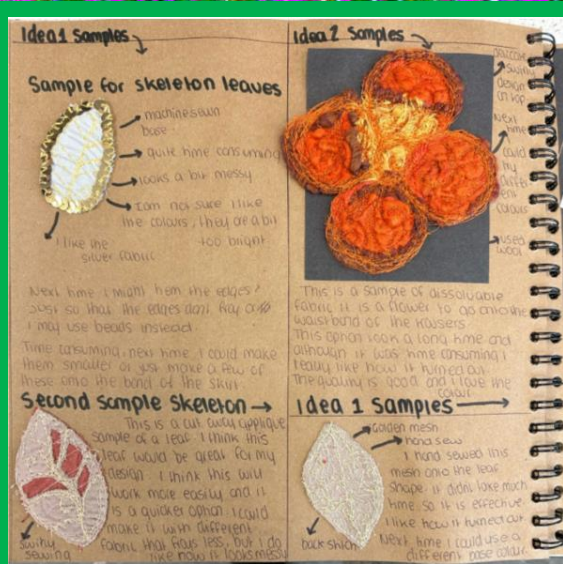 Idea 1 Samples
Sample for skeleton leaves
machine sewn
base
quite time consuming
looks a bit messy
I am not sure I like
the colours, they are a bit
too bright
I like the
silver fabric
Next time I might hem the edges
just so that the edges don't fray and
I may use beads instead.
Time consuming, next time I could make
them smaller or just make a few of
these onto the band of the skirt.
Second Sample Skeleton
This is a cut away applique
sample of a leaf. I think this
leaf would be great for my
design. I think this will
work more easily and it
is a quicker option. I could
make it with different
fabric that frays less, but I do
like how it looks messy
Swirly
sewing
Idea 2 Samples
swirly
design
on top
Next
time I
could
try
differ
ent
colours
used
wool
This is a sample of dissolvable
fabric it is a flower to go onto the
waistband of the trousers
This option took a long time and
although it was time consuming I
really like how it turned out
The quality is good and I love the
colour
Idea 1 Samples
Golden mesh
hand sew
I hand sewed this
mesh onto the leaf
shape. It didn't take much
time so it is effective
I like how it turned out
Next time I could use a
different base colour
back stitch